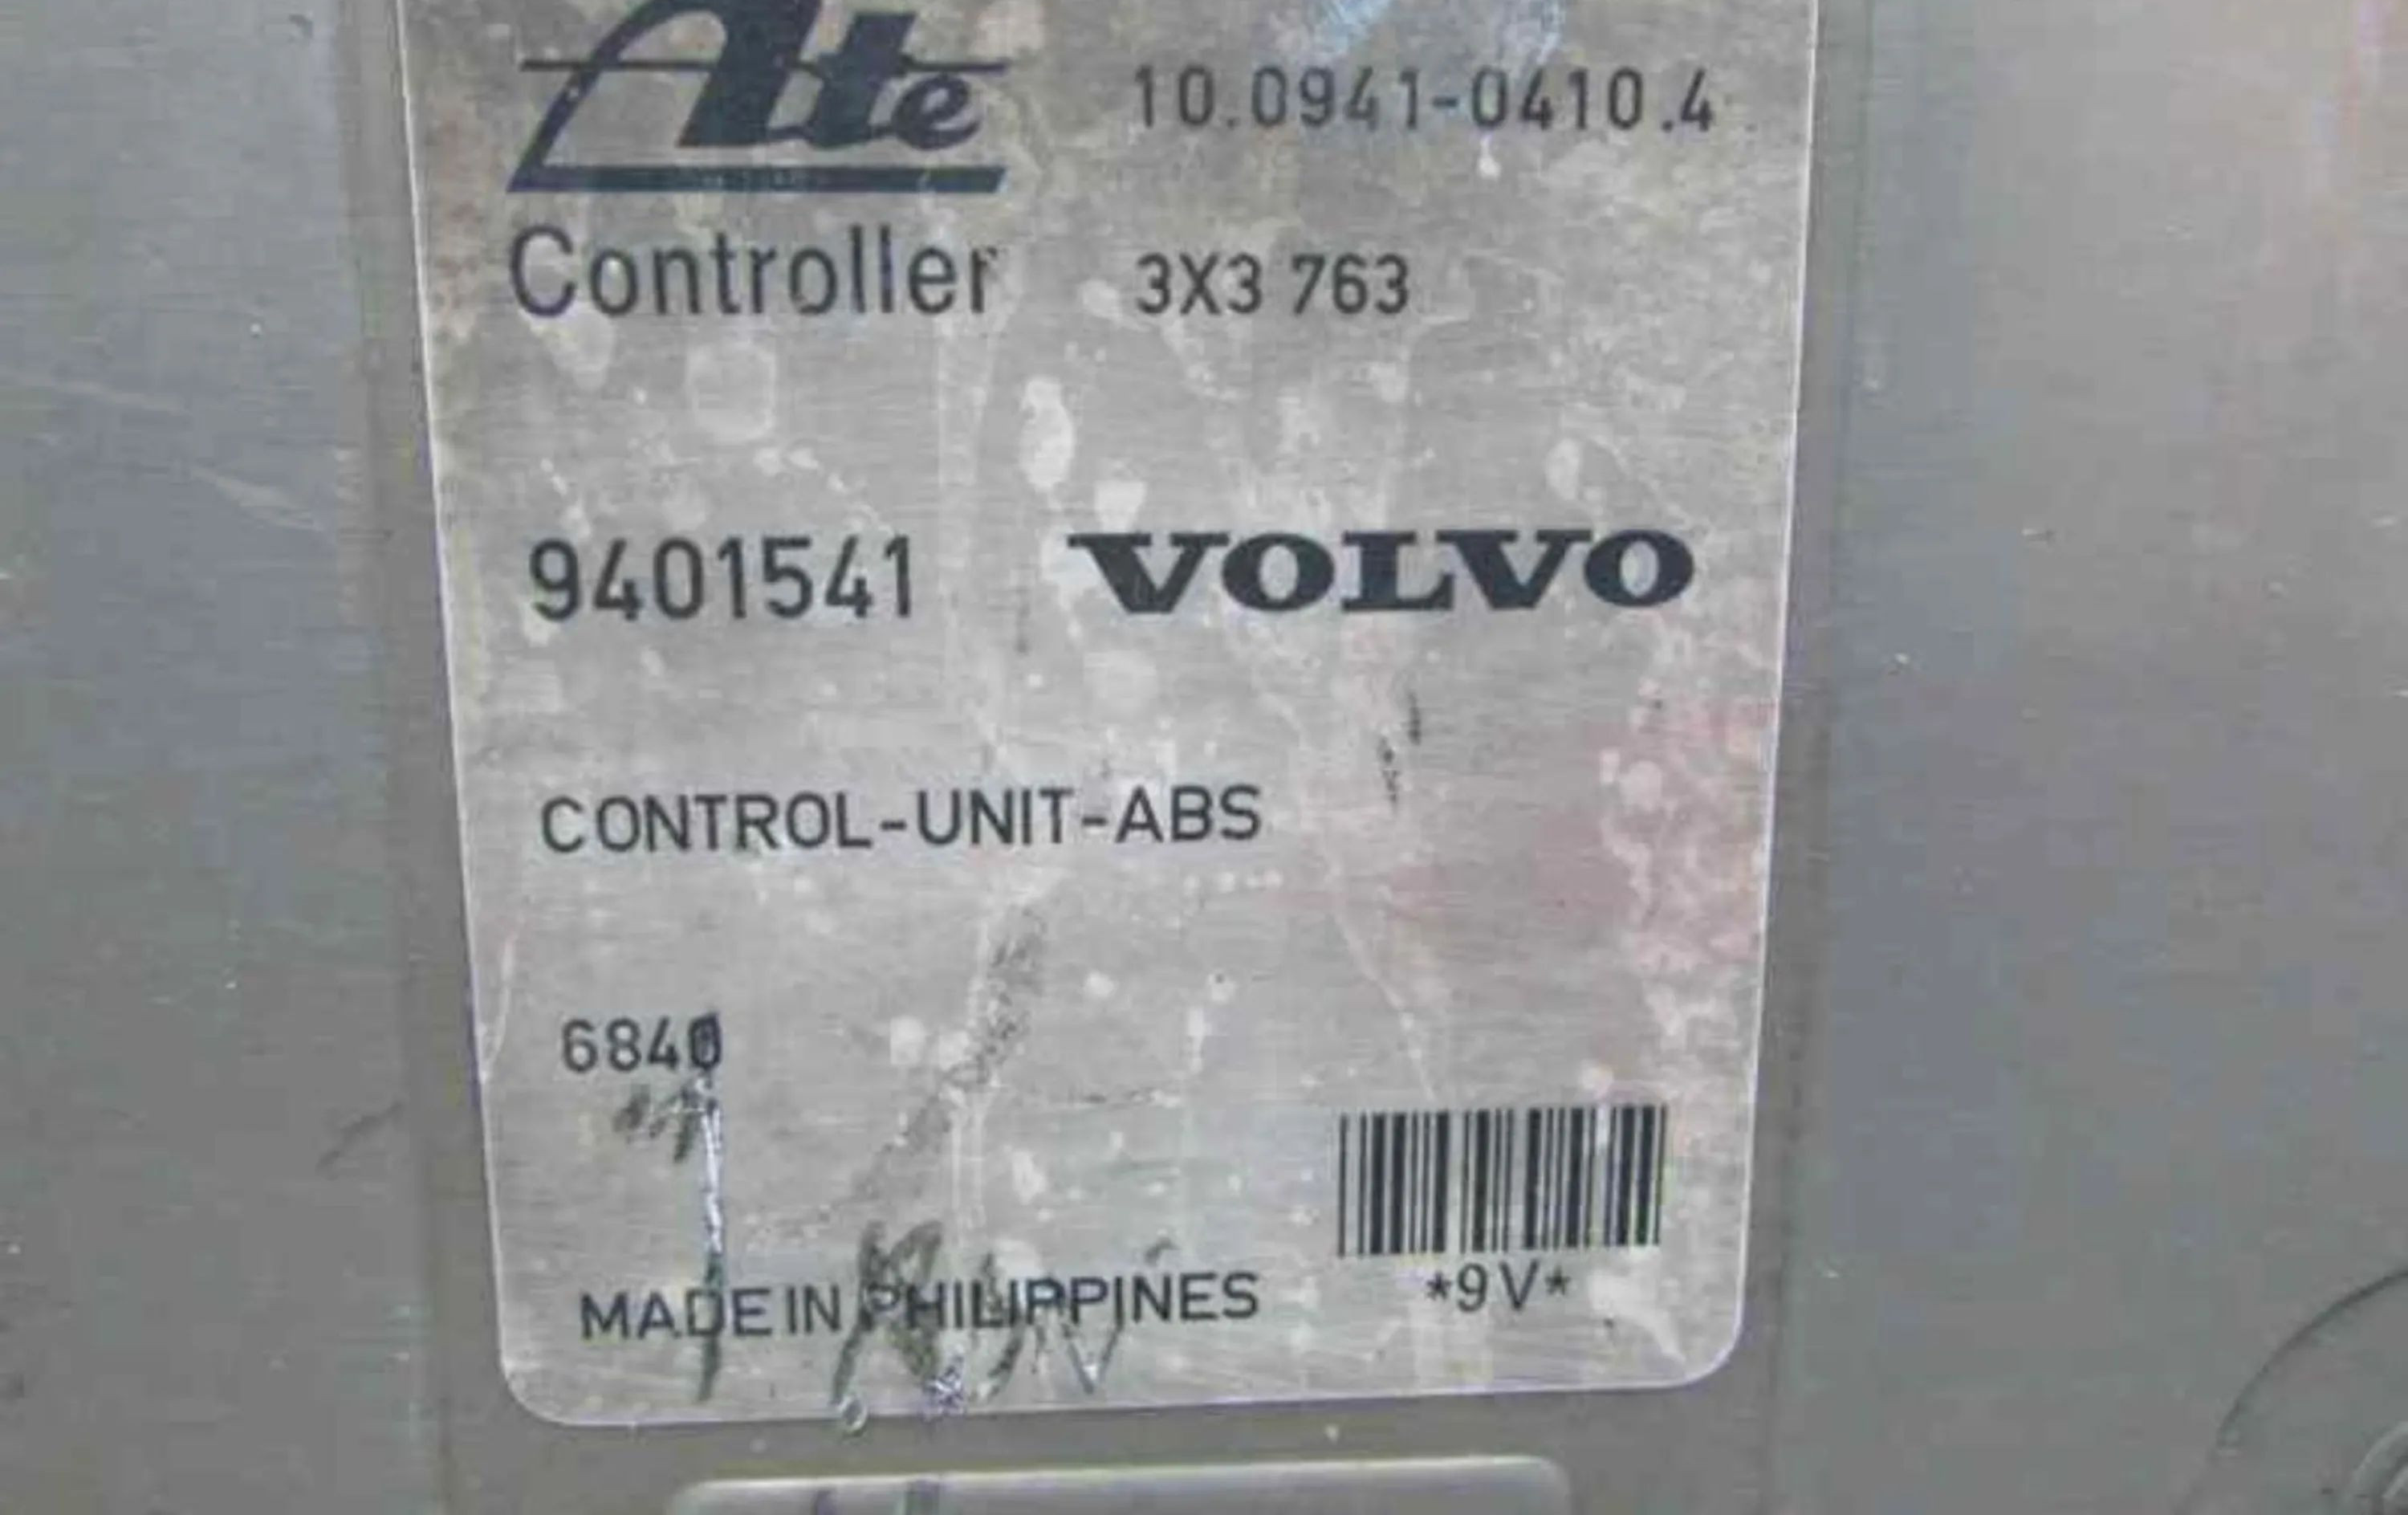 Ate 10.0941-0410.4
Controller 3X3 763
9401541 VOLVO
CONTROL-UNIT-ABS
6840
MADE IN PHILIPPINES
*9V*